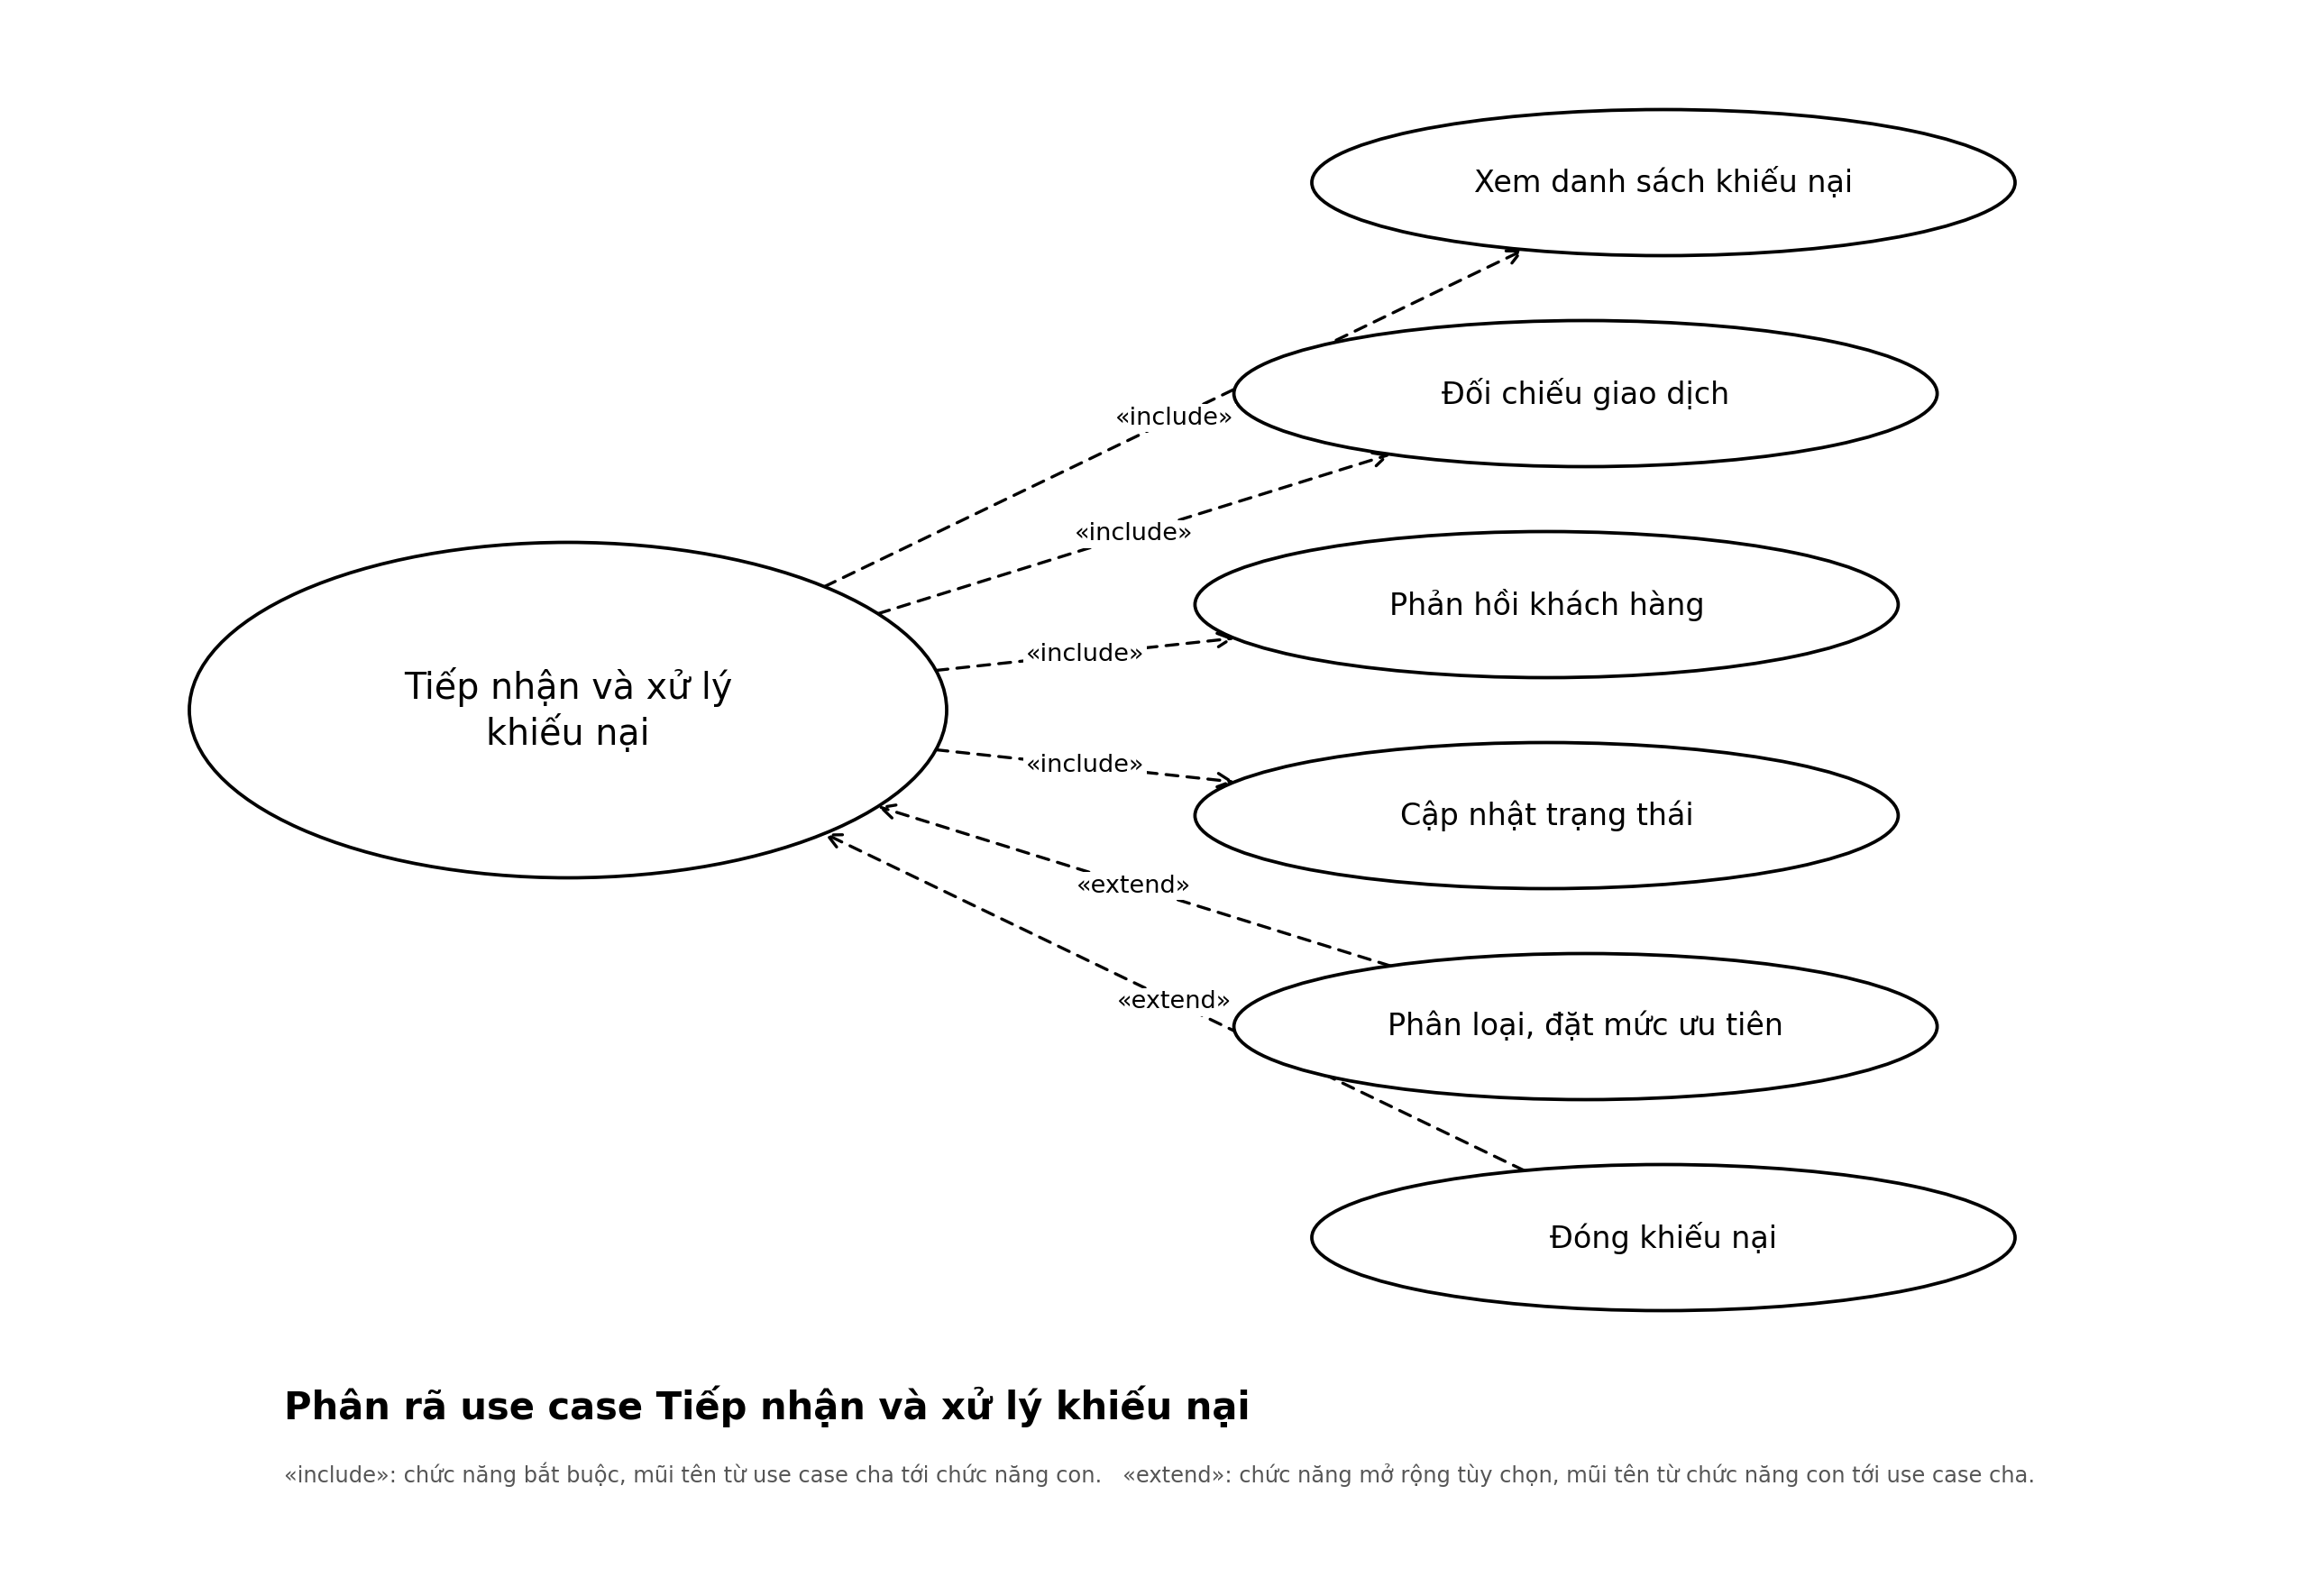 Xem danh sách khiếu nại
Đối chiếu giao dịch
«include»
«include»
Phản hồi khách hàng
«include»
Tiếp nhận và xử lý
khiếu nại
«include»
Cập nhật trạng thái
«extend»
«extend»
Phân loại, đặt mức ưu tiên
Đóng khiếu nại
Phân rã use case Tiếp nhận và xử lý khiếu nại
«include»: chức năng bắt buộc, mũi tên từ use case cha tới chức năng con. «extend»: chức năng mở rộng tùy chọn, mũi tên từ chức năng con tới use case cha.